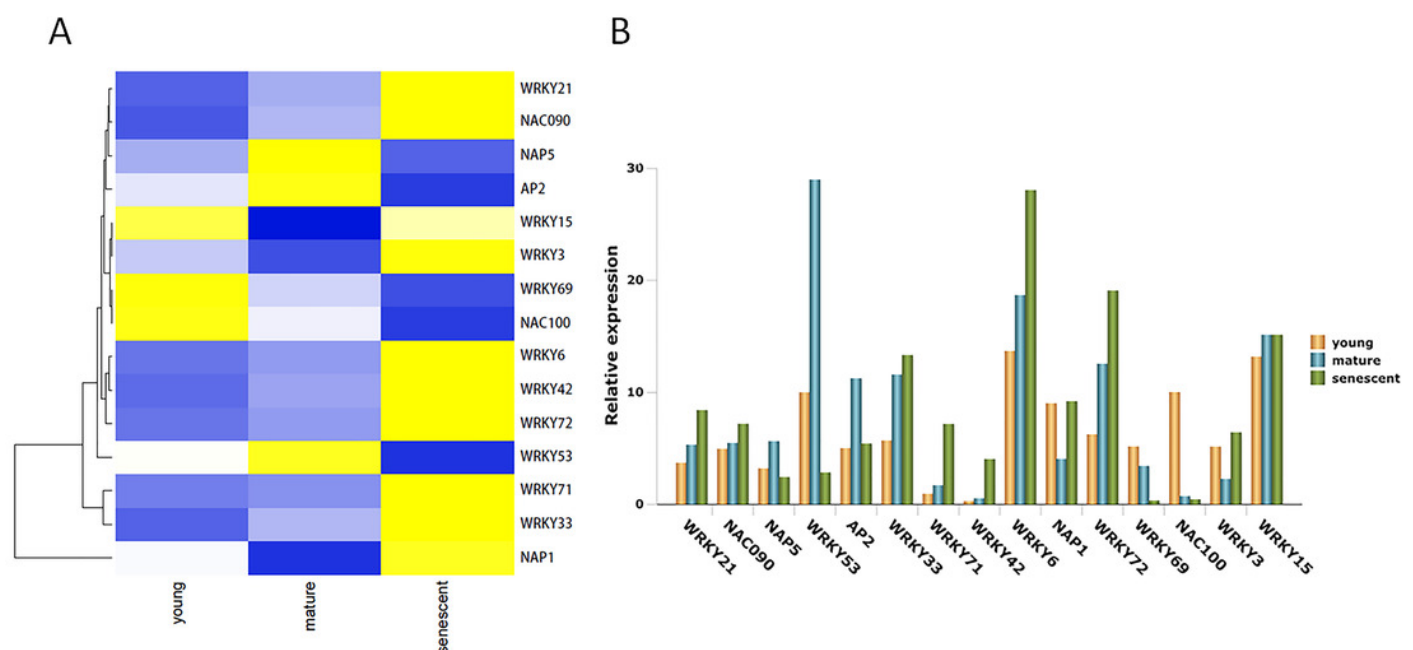 A
WRKY21
NAC090
NAP5
AP2
WRKY15
WRKY3
WRKY69
NAC100
WRKY6
WRKY42
WRKY72
WRKY53
WRKY71
WRKY33
NAP1
young
mature
senescent
B
Relative expression
30
20
10
0
WRKY21
NAC090
NAP5
WRKY53
AP2
WRKY33
WRKY71
WRKY42
WRKY6
NAP1
WRKY72
WRKY69
NAC100
WRKY3
WRKY15
young
mature
senescent